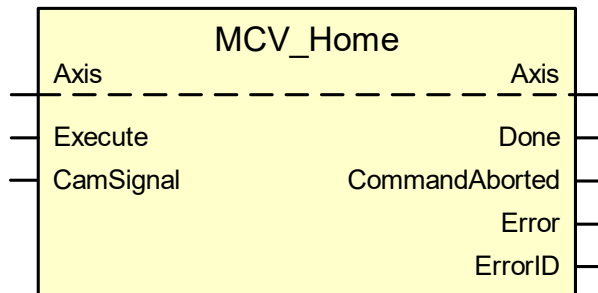 MCV_Home
Axis Axis
Execute Done
CamSignal CommandAborted
Error
ErrorID